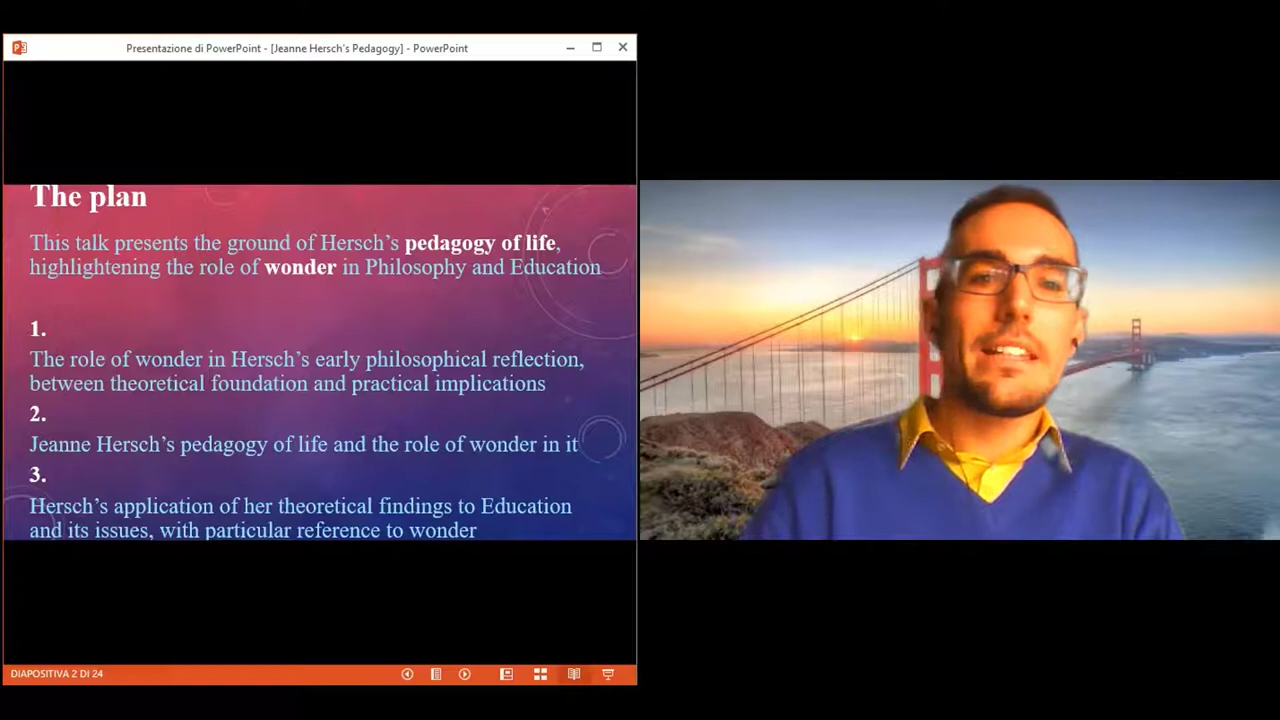 Presentazione di PowerPoint - [Jeanne Hersch's Pedagogy] - PowerPoint
The plan
This talk presents the ground of Hersch's pedagogy of life,
highlightening the role of wonder in Philosophy and Education
1.
The role of wonder in Hersch's early philosophical reflection,
between theoretical foundation and practical implications
2.
Jeanne Hersch's pedagogy of life and the role of wonder in it
3.
Hersch's application of her theoretical findings to Education
and its issues, with particular reference to wonder
DIAPOSITIVA 2 DI 24